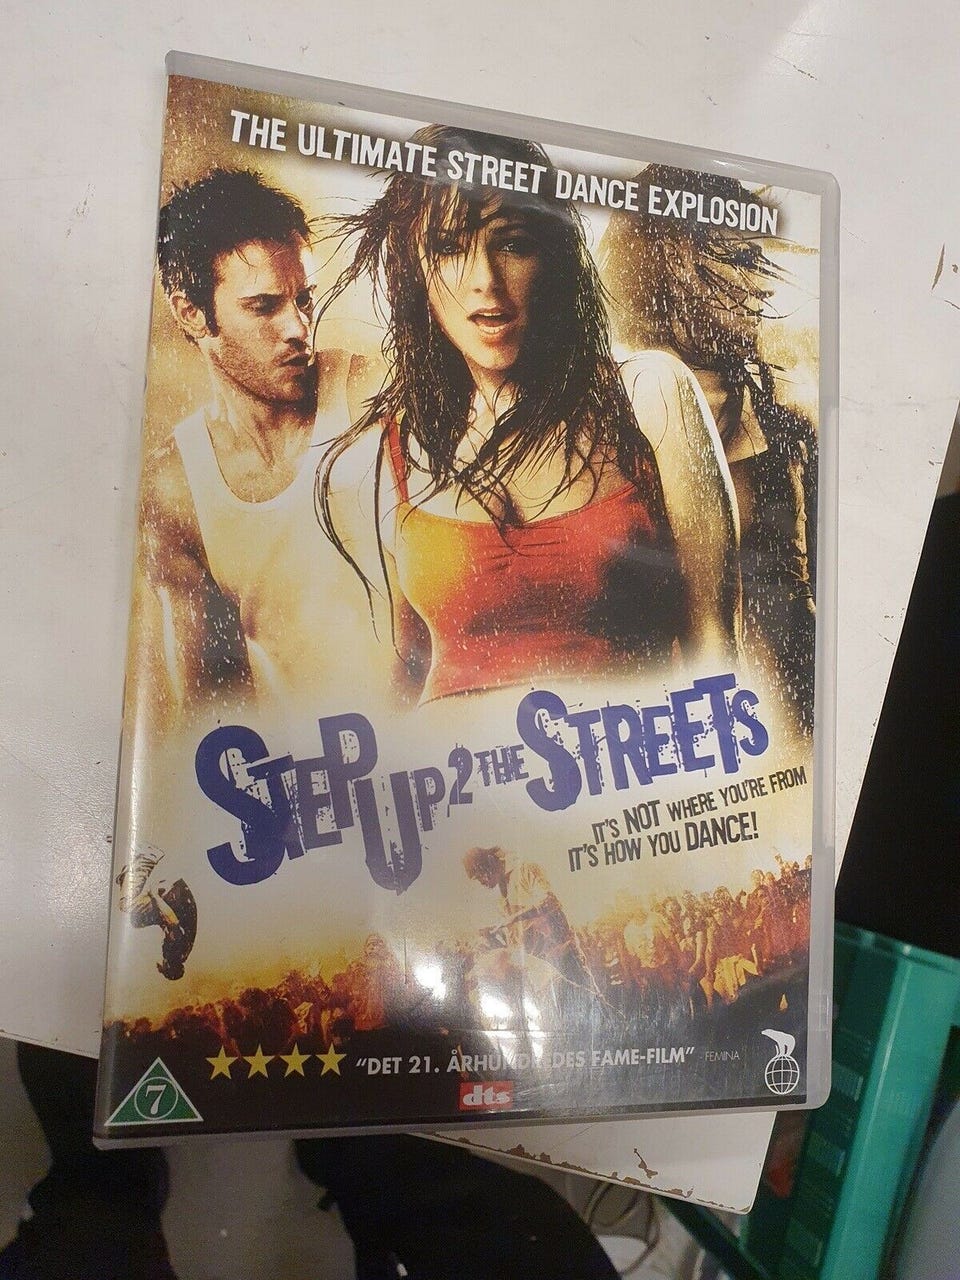 THE ULTIMATE STREET DANCE EXPLOSION
STEP UP 2 THE STREETS
IT'S NOT WHERE YOU'RE FROM
IT'S HOW YOU DANCE!
7
"DET 21. ÅRHUNDREDES FAME-FILM" - FEMINA
dts